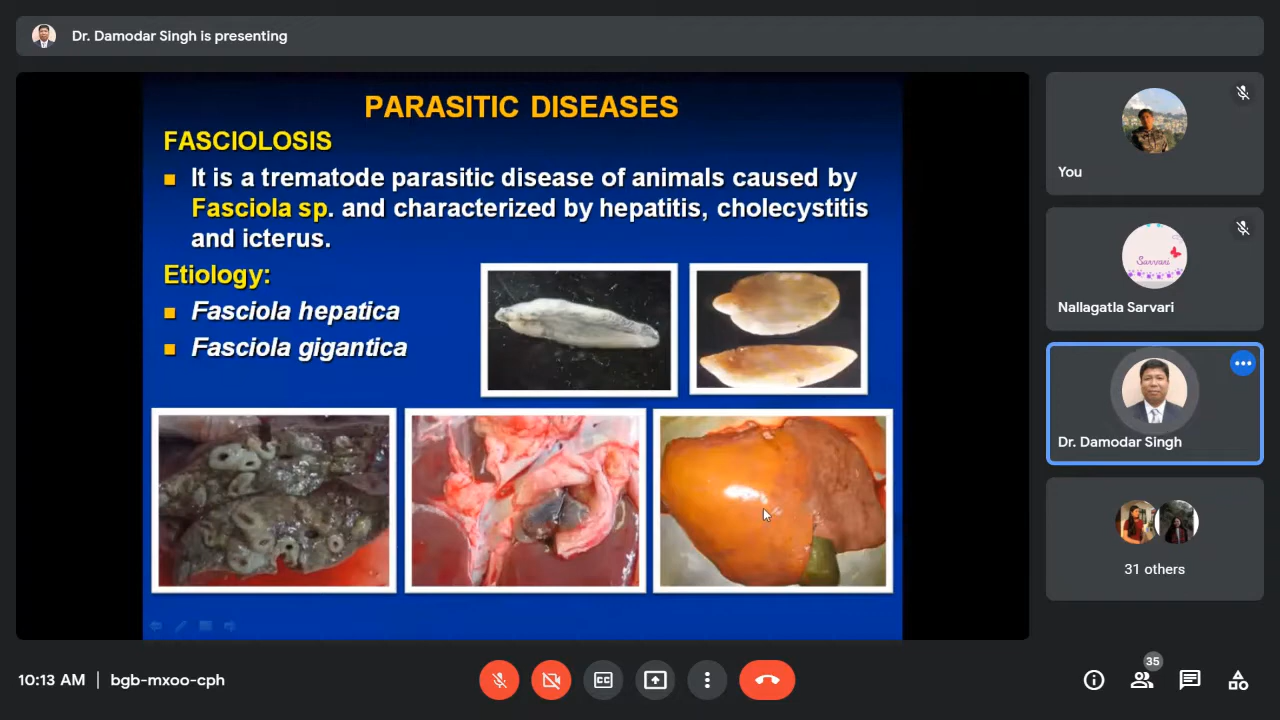 Dr. Damodar Singh is presenting
PARASITIC DISEASES
FASCIOLOSIS
It is a trematode parasitic disease of animals caused by
Fasciola sp. and characterized by hepatitis, cholecystitis
and icterus.
Etiology:
Fasciola hepatica
Fasciola gigantica
You
Sarvari
Nallagatla Sarvari
Dr. Damodar Singh
31 others
10:13 AM | bgb-mxoo-cph
CC
35